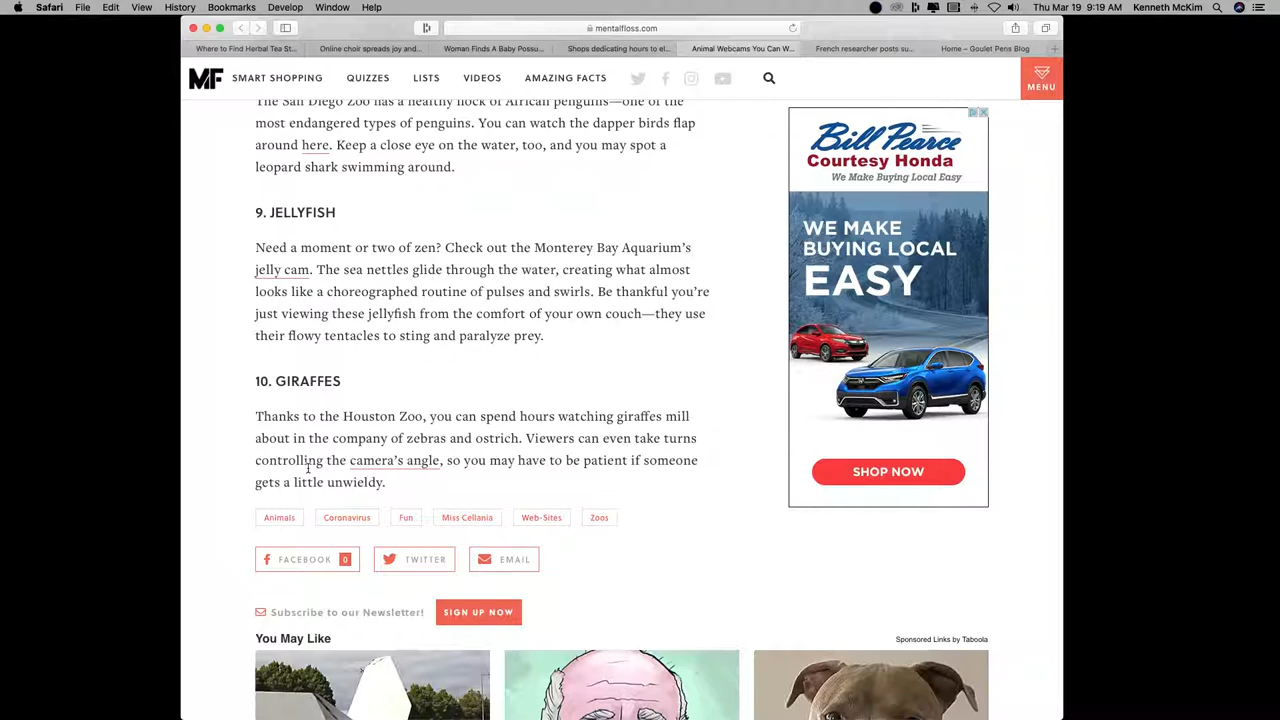 Safari File Edit View History Bookmarks Develop Window Help Thu Mar 19 9:19 AM Kenneth McKim
mentalfloss.com
Where to Find Herbal Tea St... Online choir spreads joy and... Woman Finds A Baby Possu... Shops dedicating hours to el... Animal Webcams You Can W... French researcher posts su... Home – Goulet Pens Blog
MF SMART SHOPPING QUIZZES LISTS VIDEOS AMAZING FACTS MENU
The San Diego Zoo has a healthy flock of African penguins—one of the
most endangered types of penguins. You can watch the dapper birds flap
around here. Keep a close eye on the water, too, and you may spot a
leopard shark swimming around.
9. JELLYFISH
Need a moment or two of zen? Check out the Monterey Bay Aquarium's
jelly cam. The sea nettles glide through the water, creating what almost
looks like a choreographed routine of pulses and swirls. Be thankful you're
just viewing these jellyfish from the comfort of your own couch—they use
their flowy tentacles to sting and paralyze prey.
10. GIRAFFES
Thanks to the Houston Zoo, you can spend hours watching giraffes mill
about in the company of zebras and ostrich. Viewers can even take turns
controlling the camera's angle, so you may have to be patient if someone
gets a little unwieldy.
Animals Coronavirus Fun Miss Cellania Web-Sites Zoos
FACEBOOK 0 TWITTER EMAIL
Subscribe to our Newsletter! SIGN UP NOW
You May Like Sponsored Links by Taboola
Bill Pearce
Courtesy Honda
We Make Buying Local Easy
WE MAKE
BUYING LOCAL
EASY
SHOP NOW